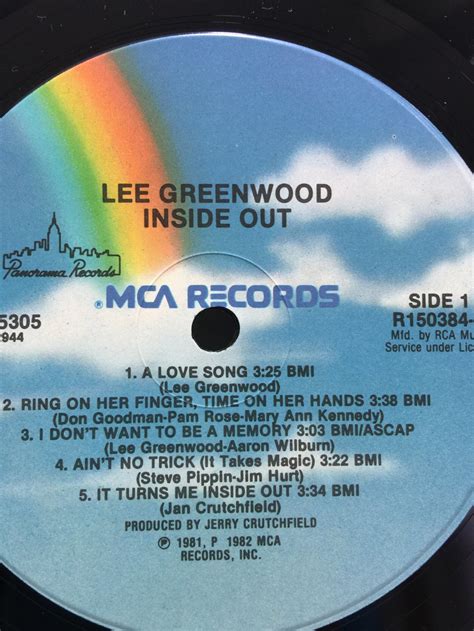 LEE GREENWOOD
INSIDE OUT
Panorama Records
® MCA RECORDS
SIDE 1
5305
R150384-
2944
Mfd. by RCA Mu
Service under Lic
1. A LOVE SONG 3:25 BMI
(Lee Greenwood)
2. RING ON HER FINGER, TIME ON HER HANDS 3:38 BMI
(Don Goodman-Pam Rose-Mary Ann Kennedy)
3. I DON'T WANT TO BE A MEMORY 3:03 BMI/ASCAP
(Lee Greenwood-Aaron Wilburn)
4. AIN'T NO TRICK (It Takes Magic) 3:22 BMI
(Steve Pippin-Jim Hurt)
5. IT TURNS ME INSIDE OUT 3:34 BMI
(Jan Crutchfield)
PRODUCED BY JERRY CRUTCHFIELD
℗ 1981, P 1982 MCA
RECORDS, INC.